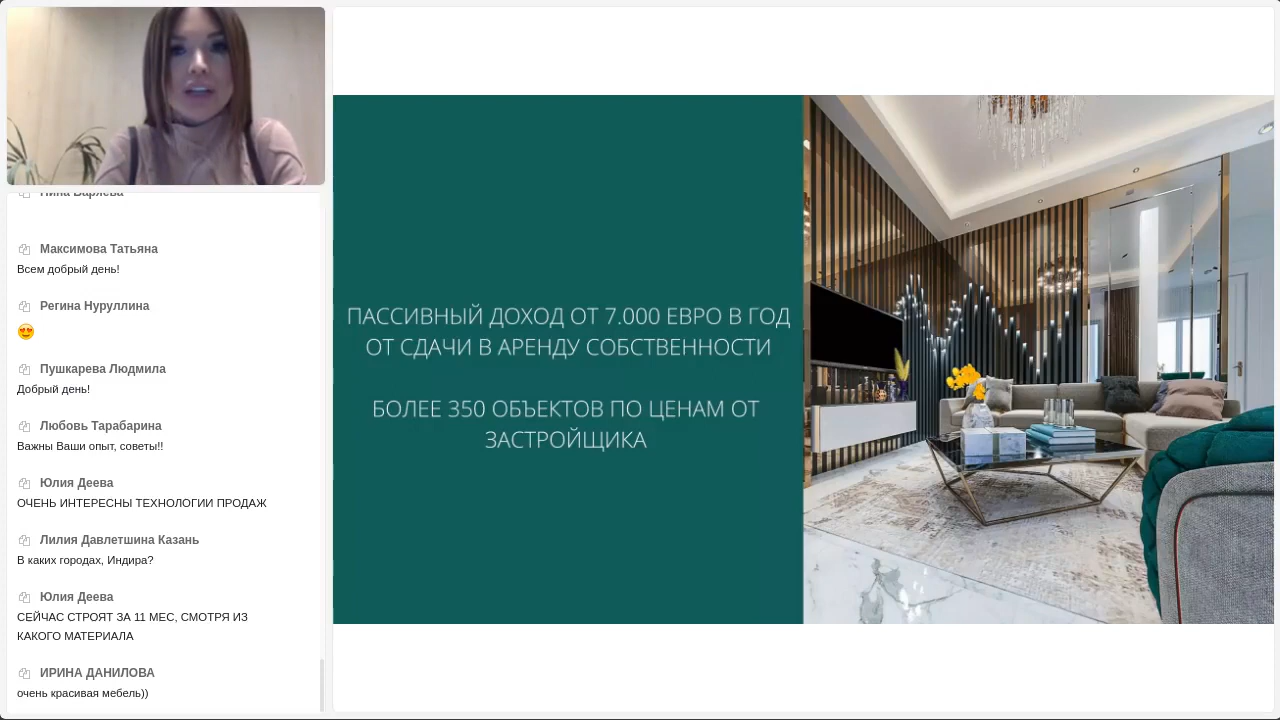 Максимова Татьяна
Всем добрый день!
Регина Нуруллина
Пушкарева Людмила
Добрый день!
Любовь Тарабарина
Важны Ваши опыт, советы!!
Юлия Деева
ОЧЕНЬ ИНТЕРЕСНЫ ТЕХНОЛОГИИ ПРОДАЖ
Лилия Давлетшина Казань
В каких городах, Индира?
Юлия Деева
СЕЙЧАС СТРОЯТ ЗА 11 МЕС, СМОТРЯ ИЗ
КАКОГО МАТЕРИАЛА
ИРИНА ДАНИЛОВА
очень красивая мебель))
ПАССИВНЫЙ ДОХОД ОТ 7.000 ЕВРО В ГОД
ОТ СДАЧИ В АРЕНДУ СОБСТВЕННОСТИ
БОЛЕЕ 350 ОБЪЕКТОВ ПО ЦЕНАМ ОТ
ЗАСТРОЙЩИКА